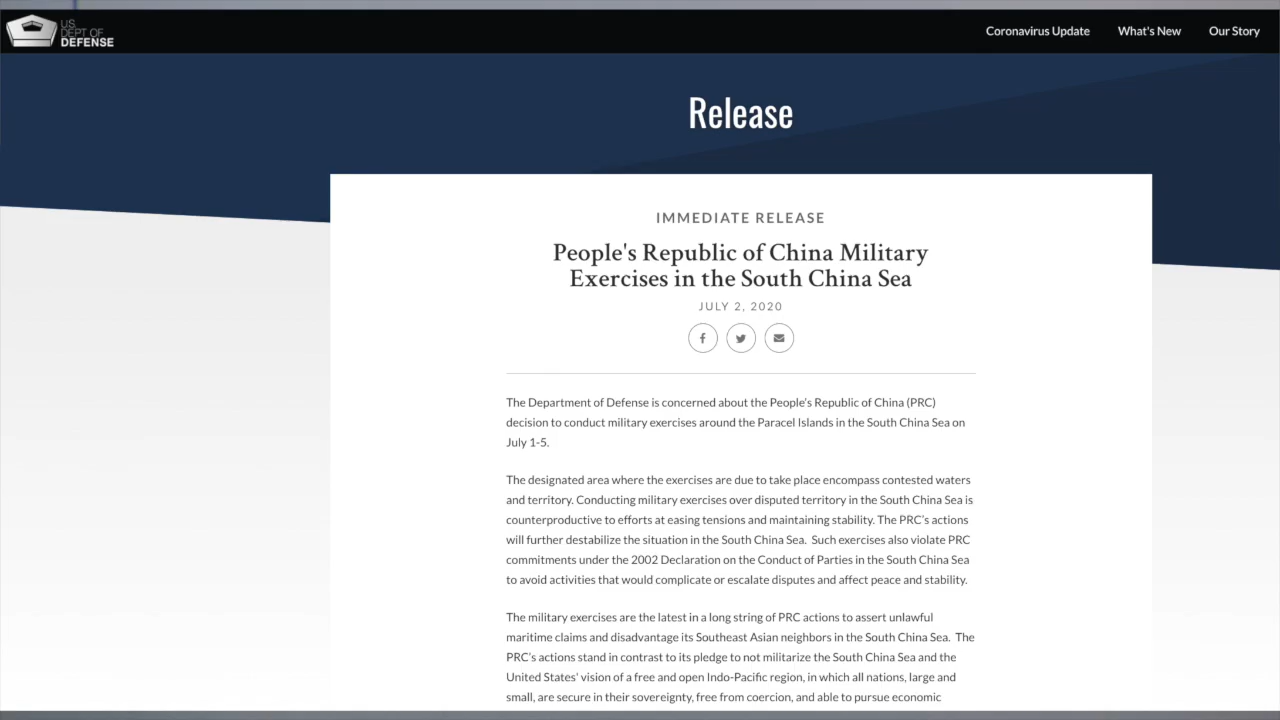 U.S.
DEPT OF
DEFENSE
Coronavirus Update
What's New
Our Story
Release
IMMEDIATE RELEASE
People's Republic of China Military
Exercises in the South China Sea
JULY 2, 2020
The Department of Defense is concerned about the People's Republic of China (PRC)
decision to conduct military exercises around the Paracel Islands in the South China Sea on
July 1-5.
The designated area where the exercises are due to take place encompass contested waters
and territory. Conducting military exercises over disputed territory in the South China Sea is
counterproductive to efforts at easing tensions and maintaining stability. The PRC's actions
will further destabilize the situation in the South China Sea.  Such exercises also violate PRC
commitments under the 2002 Declaration on the Conduct of Parties in the South China Sea
to avoid activities that would complicate or escalate disputes and affect peace and stability.
The military exercises are the latest in a long string of PRC actions to assert unlawful
maritime claims and disadvantage its Southeast Asian neighbors in the South China Sea.  The
PRC's actions stand in contrast to its pledge to not militarize the South China Sea and the
United States' vision of a free and open Indo-Pacific region, in which all nations, large and
small, are secure in their sovereignty, free from coercion, and able to pursue economic